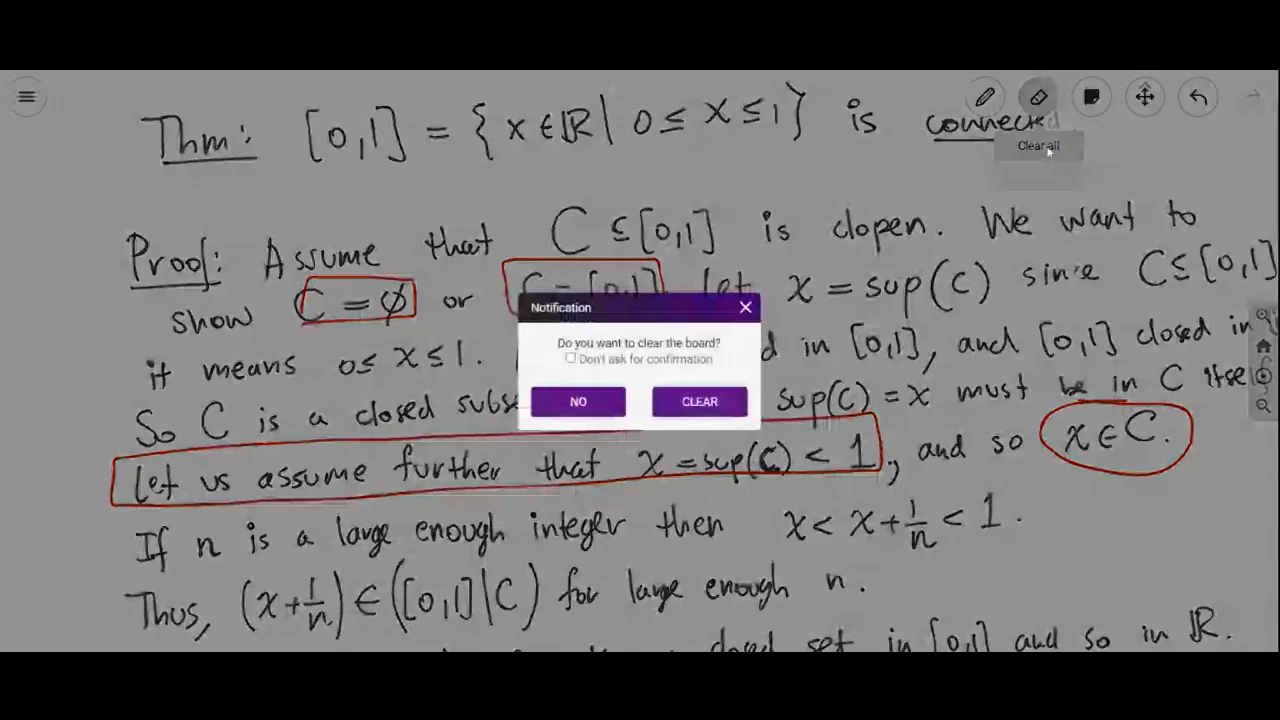 Thm: [0,1] = { x ∈ ℝ | 0 ≤ x ≤ 1 } is connec
Clear all
Proof: Assume that C ⊆ [0,1] is clopen. We want to
show C = ∅ or C = [0,1]. Let x = sup(C) since C ⊆ [0,1]
Notification
Do you want to clear the board?
Don't ask for confirmation
NO CLEAR
it means 0 ≤ x ≤ 1. d in [0,1], and [0,1] closed in
So C is a closed subs sup(C) = x must be in C itsel
Let us assume further that x = sup(C) < 1, and so x ∈ C.
If n is a large enough integer then x < x + 1/n < 1.
Thus, (x + 1/n) ∈ ([0,1] | C) for large enough n.
closed set in [0,1] and so in ℝ.